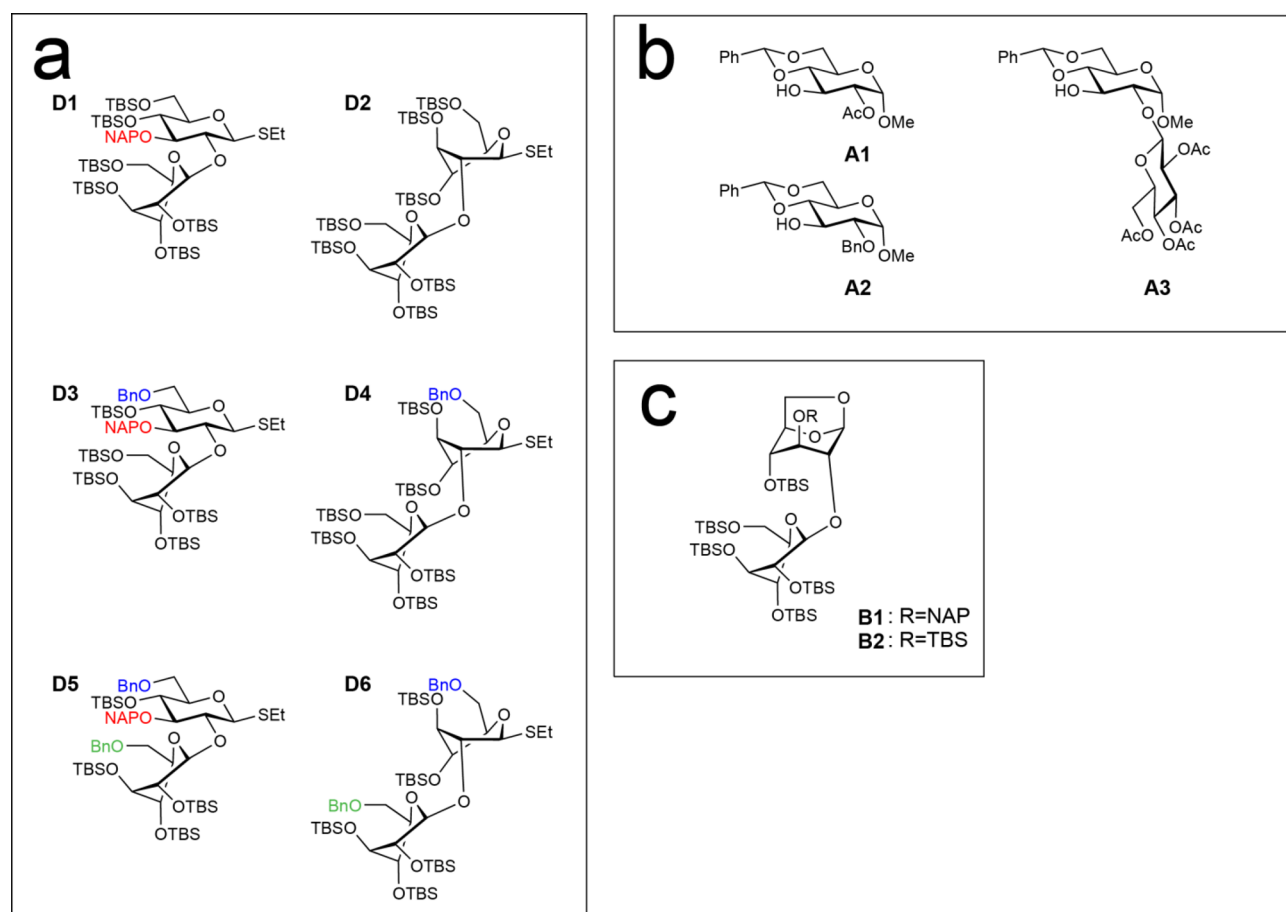 a
D1
TBSO
TBSO
NAPO
O
SEt
O
TBSO
O
TBSO
OTBS
OTBS
D2
TBSO
TBSO
O
SEt
TBSO
O
TBSO
O
TBSO
OTBS
OTBS
D3
BnO
TBSO
NAPO
O
SEt
O
TBSO
O
TBSO
OTBS
OTBS
D4
BnO
TBSO
O
SEt
TBSO
O
TBSO
O
TBSO
OTBS
OTBS
D5
BnO
TBSO
NAPO
O
SEt
O
BnO
O
TBSO
OTBS
OTBS
D6
BnO
TBSO
O
SEt
TBSO
O
BnO
O
TBSO
OTBS
OTBS
b
Ph
O
O
O
HO
AcO
OMe
A1
Ph
O
O
O
HO
BnO
OMe
A2
Ph
O
O
O
HO
O
OMe
O
OAc
AcO
OAc
OAc
A3
c
O
OR
O
OTBS
TBSO
O
O
TBSO
OTBS
OTBS
B1 : R=NAP
B2 : R=TBS